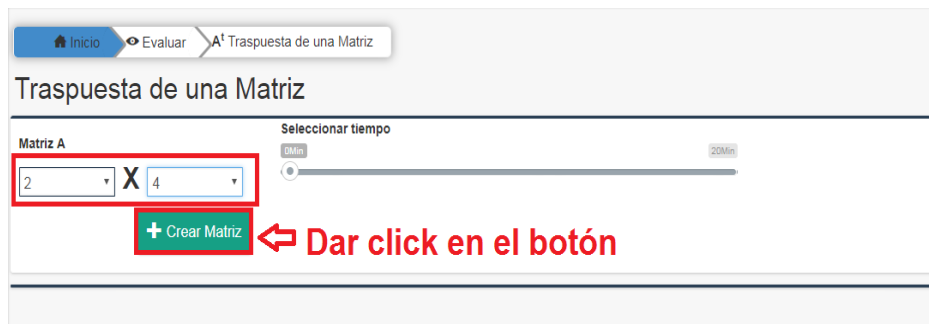 Inicio Evaluar At Traspuesta de una Matriz
Traspuesta de una Matriz
Seleccionar tiempo
Matriz A
0Min 20Min
2 X 4
+ Crear Matriz
Dar click en el botón